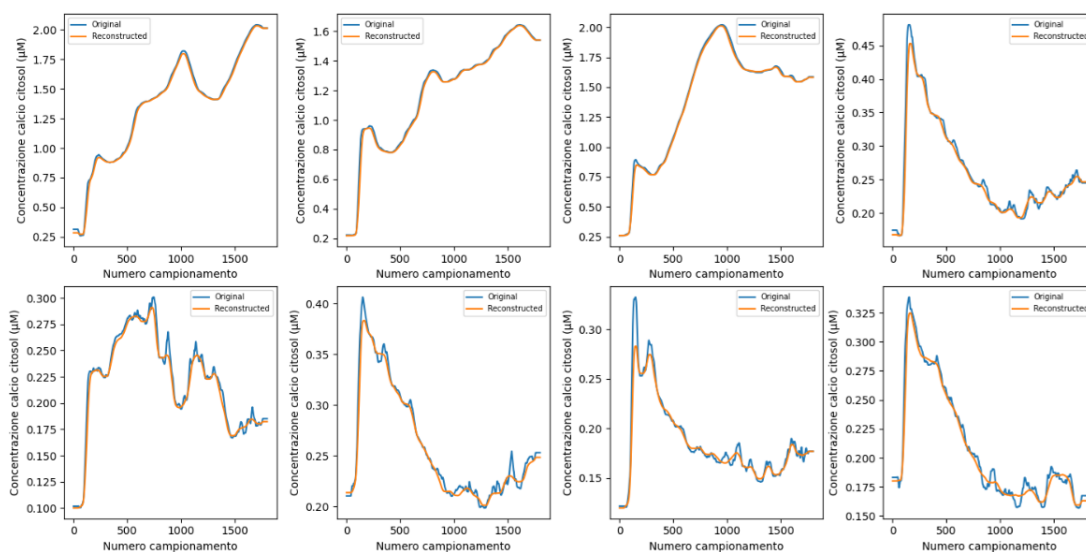 Concentrazione calcio citosol (μM)
2.00
1.75
1.50
1.25
1.00
0.75
0.50
0.25
Original
Reconstructed
0
500
1000
1500
Numero campionamento
Concentrazione calcio citosol (μM)
1.6
1.4
1.2
1.0
0.8
0.6
0.4
0.2
Original
Reconstructed
0
500
1000
1500
Numero campionamento
Concentrazione calcio citosol (μM)
2.00
1.75
1.50
1.25
1.00
0.75
0.50
0.25
Original
Reconstructed
0
500
1000
1500
Numero campionamento
Concentrazione calcio citosol (μM)
0.45
0.40
0.35
0.30
0.25
0.20
Original
Reconstructed
0
500
1000
1500
Numero campionamento
Concentrazione calcio citosol (μM)
0.300
0.275
0.250
0.225
0.200
0.175
0.150
0.125
0.100
Original
Reconstructed
0
500
1000
1500
Numero campionamento
Concentrazione calcio citosol (μM)
0.40
0.35
0.30
0.25
0.20
Original
Reconstructed
0
500
1000
1500
Numero campionamento
Concentrazione calcio citosol (μM)
0.30
0.25
0.20
0.15
Original
Reconstructed
0
500
1000
1500
Numero campionamento
Concentrazione calcio citosol (μM)
0.325
0.300
0.275
0.250
0.225
0.200
0.175
0.150
Original
Reconstructed
0
500
1000
1500
Numero campionamento